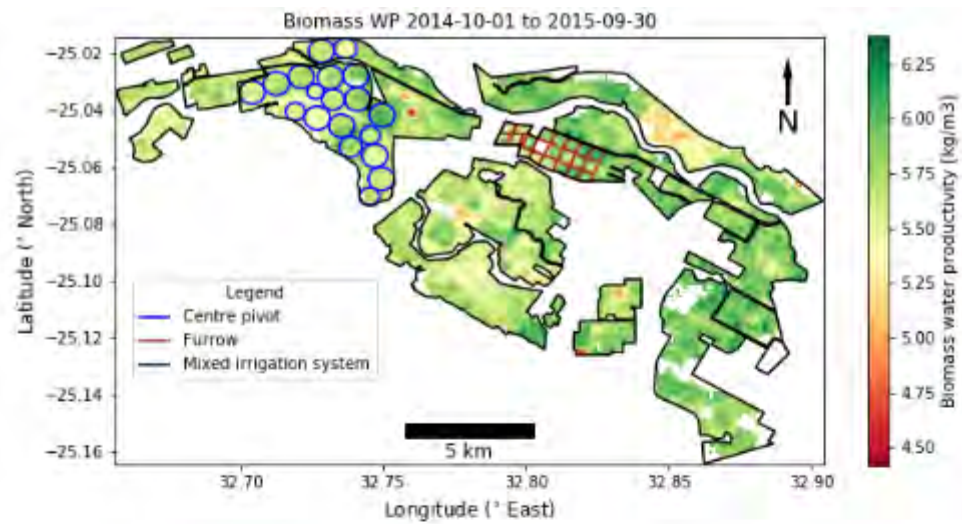 Biomass WP 2014-10-01 to 2015-09-30
Latitude (° North)
−25.02
−25.04
−25.06
−25.08
−25.10
−25.12
−25.14
−25.16
N
Legend
Centre pivot
Furrow
Mixed irrigation system
5 km
32.70
32.75
32.80
32.85
32.90
Longitude (° East)
6.25
6.00
5.75
5.50
5.25
5.00
4.75
4.50
Biomass water productivity [kg/m3]